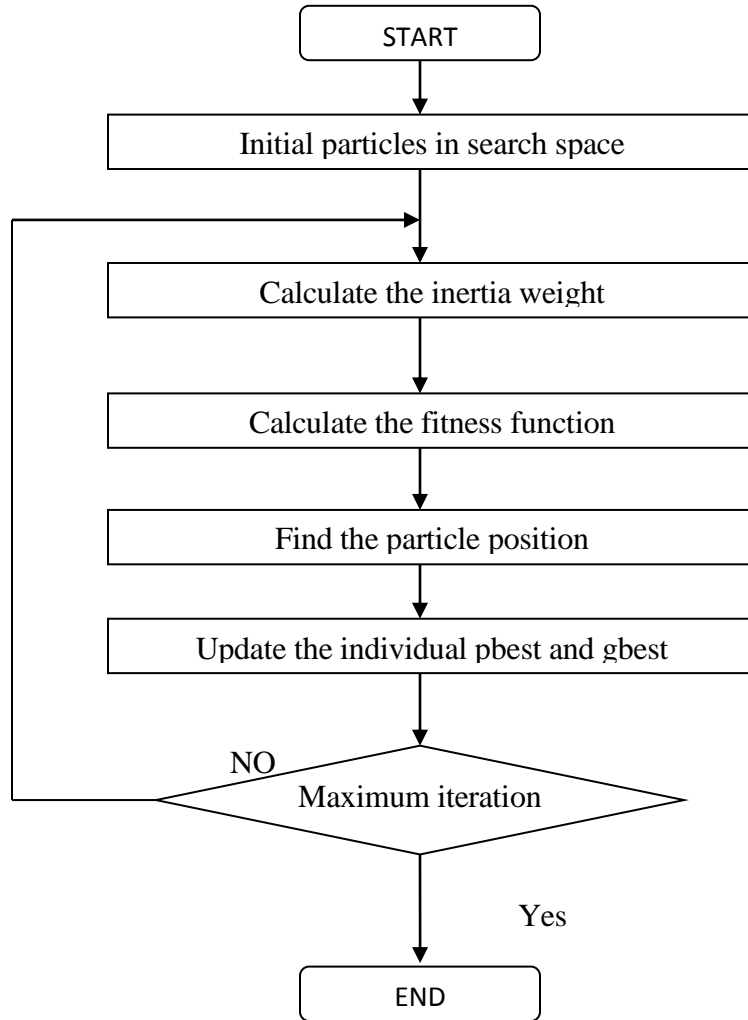 START
Initial particles in search space
Calculate the inertia weight
Calculate the fitness function
Find the particle position
Update the individual pbest and gbest
NO
Maximum iteration
Yes
END